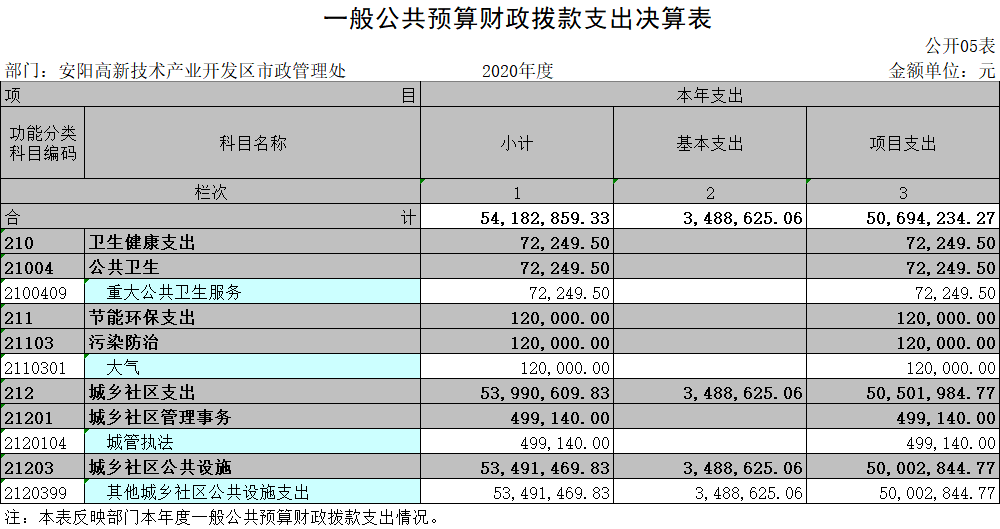 一般公共预算财政拨款支出决算表
公开05表
部门：安阳高新技术产业开发区市政管理处 2020年度 金额单位：元
项 目 本年支出
功能分类科目编码 科目名称 小计 基本支出 项目支出
栏次 1 2 3
合 计 54,182,859.33 3,488,625.06 50,694,234.27
210 卫生健康支出 72,249.50 72,249.50
21004 公共卫生 72,249.50 72,249.50
2100409 重大公共卫生服务 72,249.50 72,249.50
211 节能环保支出 120,000.00 120,000.00
21103 污染防治 120,000.00 120,000.00
2110301 大气 120,000.00 120,000.00
212 城乡社区支出 53,990,609.83 3,488,625.06 50,501,984.77
21201 城乡社区管理事务 499,140.00 499,140.00
2120104 城管执法 499,140.00 499,140.00
21203 城乡社区公共设施 53,491,469.83 3,488,625.06 50,002,844.77
2120399 其他城乡社区公共设施支出 53,491,469.83 3,488,625.06 50,002,844.77
注：本表反映部门本年度一般公共预算财政拨款支出情况。